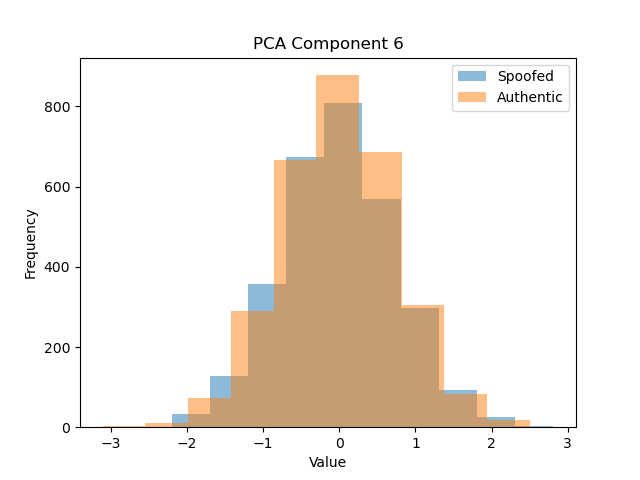 PCA Component 6
Spoofed
Authentic
800
600
400
200
0
Frequency
−3
−2
−1
0
1
2
3
Value